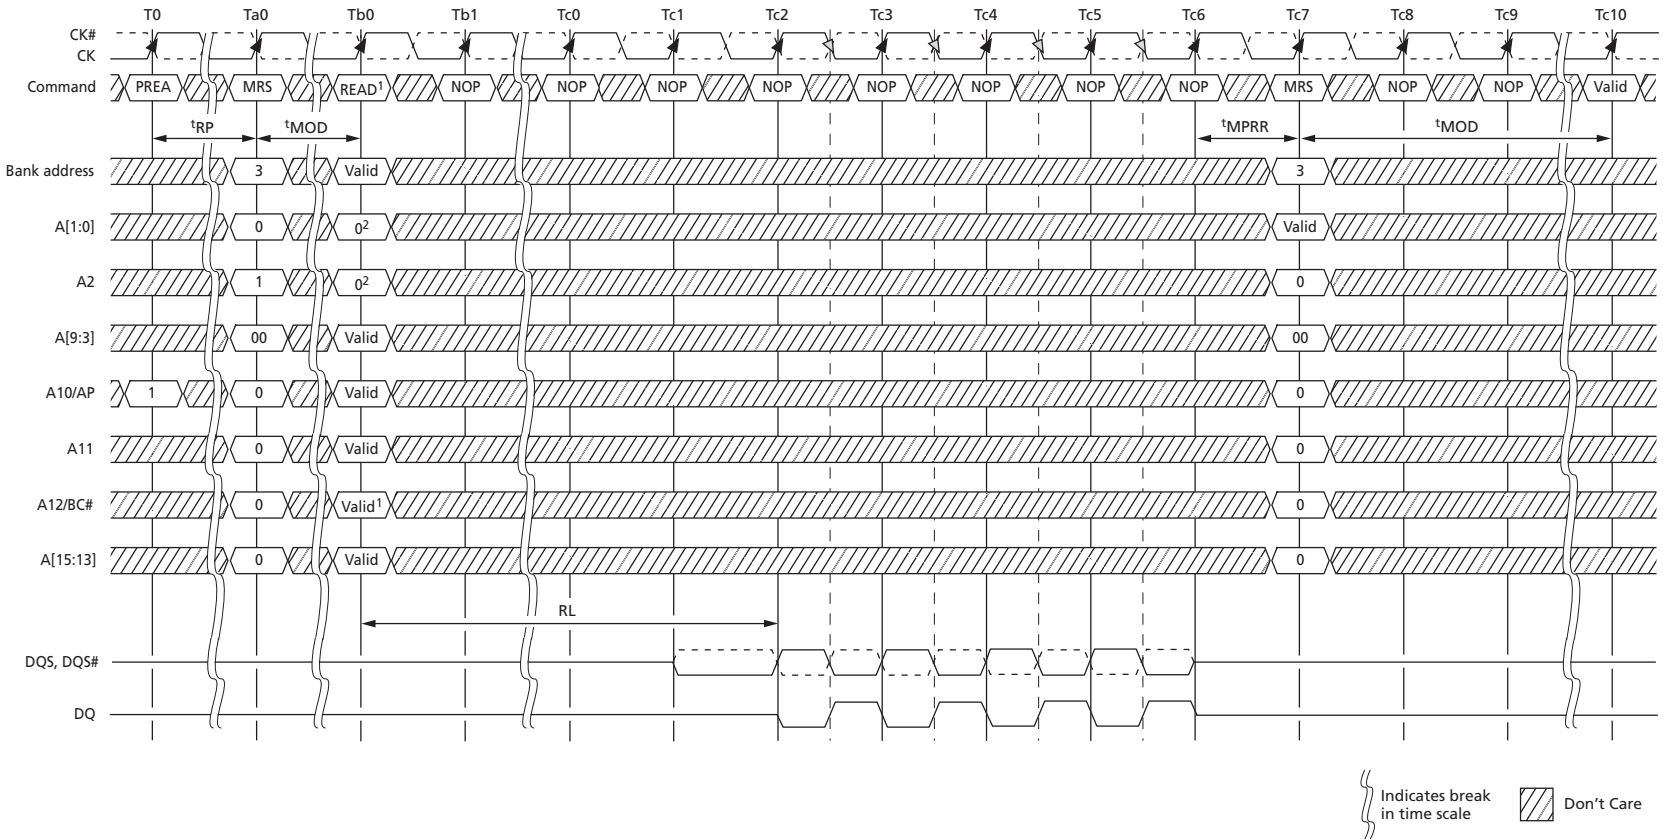 T0 Ta0 Tb0 Tb1 Tc0 Tc1 Tc2 Tc3 Tc4 Tc5 Tc6 Tc7 Tc8 Tc9 Tc10
CK#
CK
Command PREA MRS READ1 NOP NOP NOP NOP NOP NOP NOP NOP MRS NOP NOP Valid
tRP tMOD tMPRR tMOD
Bank address 3 Valid 3
A[1:0] 0 02 Valid
A2 1 02 0
A[9:3] 00 Valid 00
A10/AP 1 0 Valid 0
A11 0 Valid 0
A12/BC# 0 Valid1 0
A[15:13] 0 Valid 0
RL
DQS, DQS#
DQ
Indicates break
in time scale
Don't Care